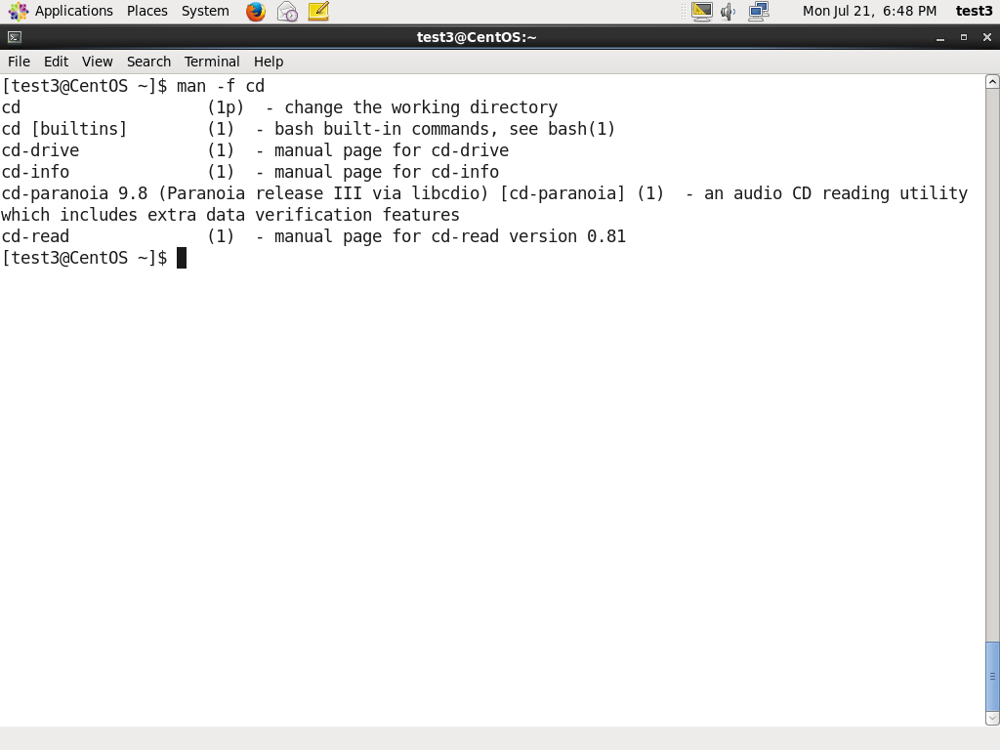 Applications Places System Mon Jul 21, 6:48 PM test3
test3@CentOS:~
File Edit View Search Terminal Help
[test3@CentOS ~]$ man -f cd
cd                   (1p)  - change the working directory
cd [builtins]        (1)  - bash built-in commands, see bash(1)
cd-drive             (1)  - manual page for cd-drive
cd-info              (1)  - manual page for cd-info
cd-paranoia 9.8 (Paranoia release III via libcdio) [cd-paranoia] (1)  - an audio CD reading utility
which includes extra data verification features
cd-read              (1)  - manual page for cd-read version 0.81
[test3@CentOS ~]$